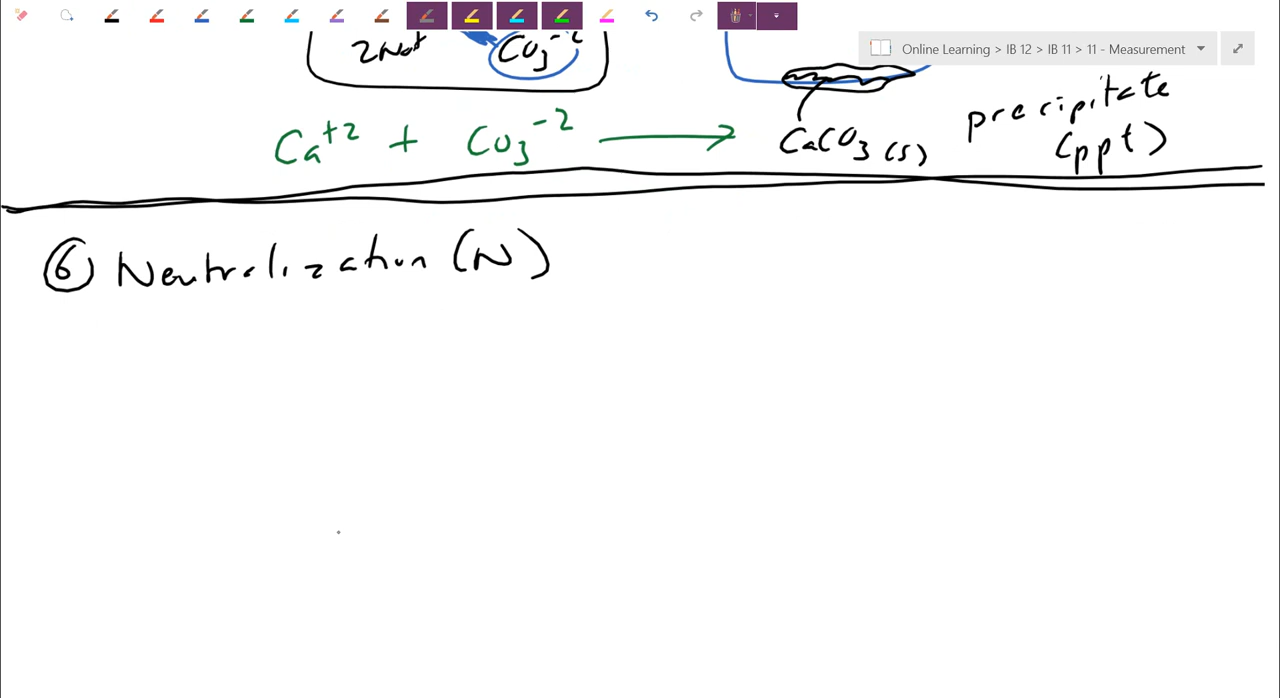 Online Learning > IB 12 > IB 11 > 11 - Measurement
2Na+ CO3-2
Ca+2 + CO3-2 → CaCO3 (s) precipitate
(ppt)
⑥ Neutralization (N)